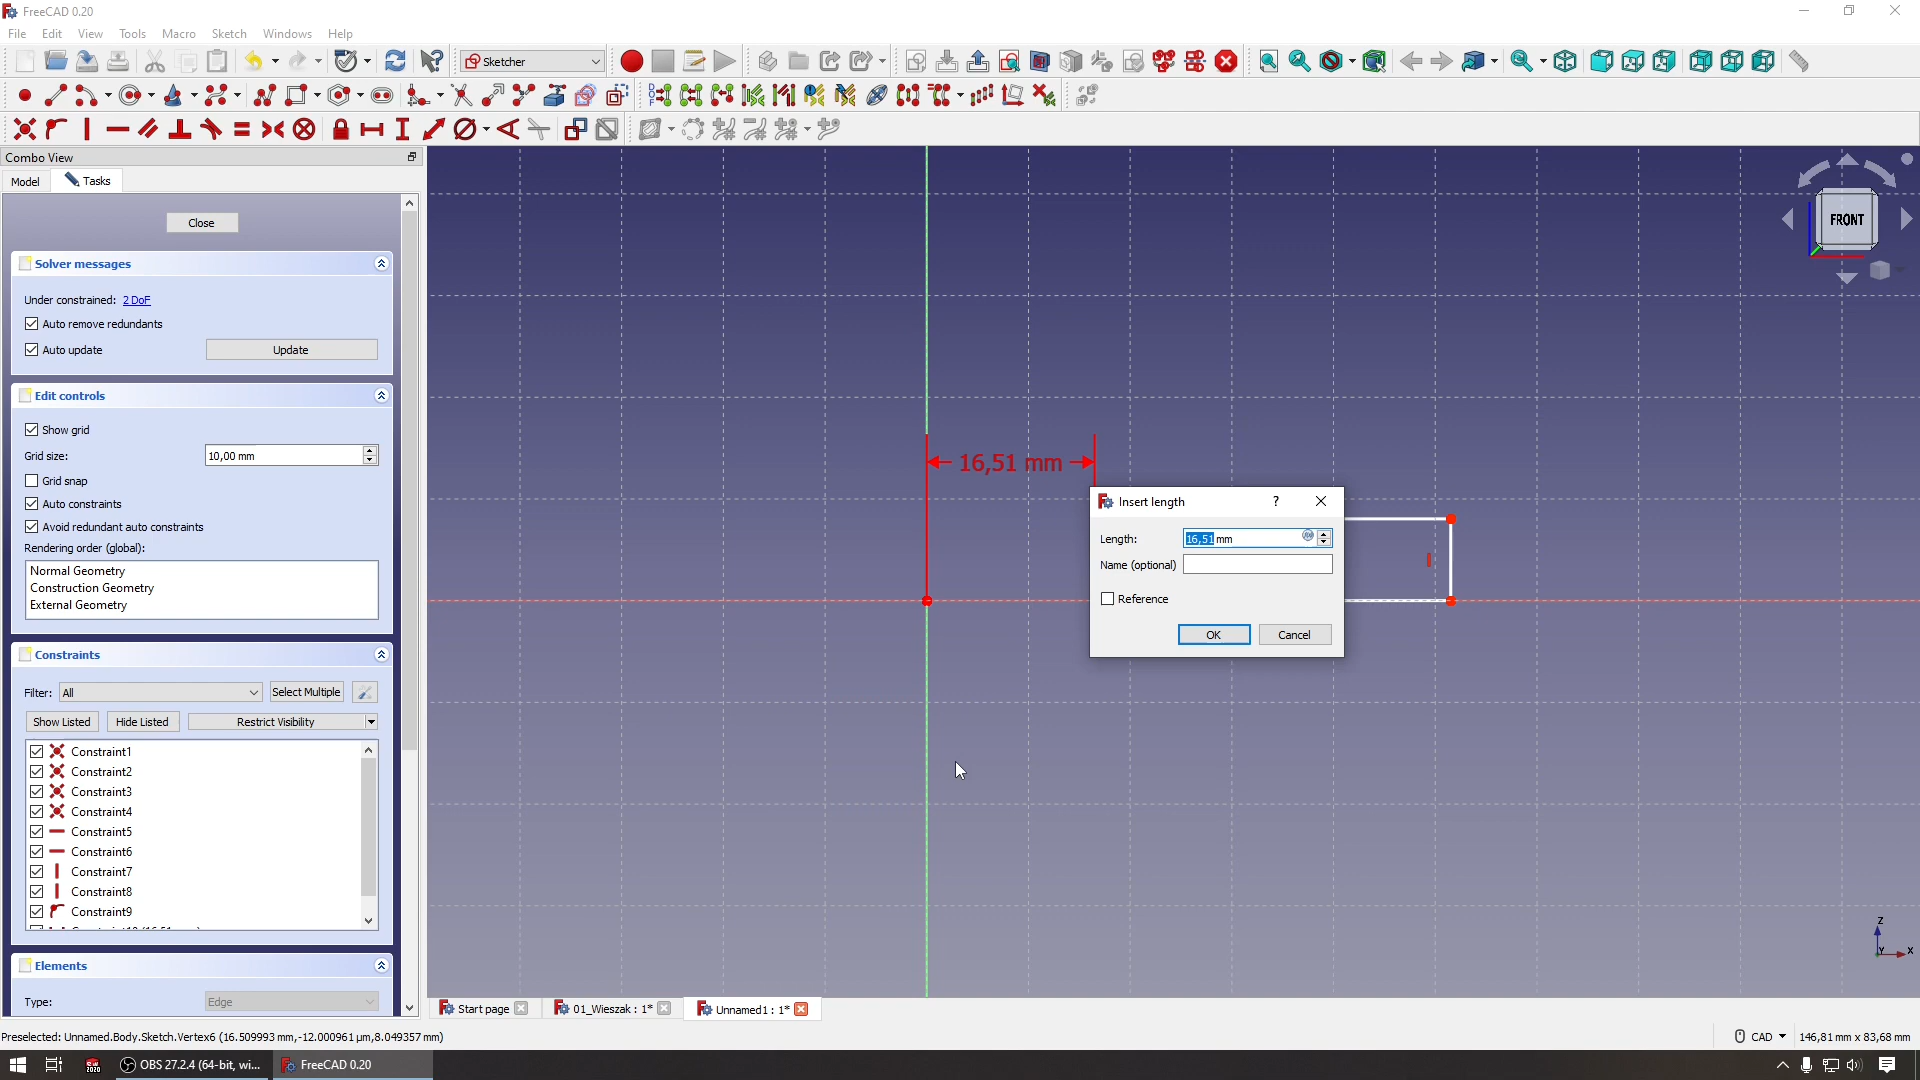 FreeCAD 0.20
File Edit View Tools Macro Sketch Windows Help
Sketcher
Combo View
Model Tasks
Close
Solver messages
Under constrained: 2 DoF
Auto remove redundants
Auto update Update
Edit controls
Show grid
Grid size: 10,00 mm
Grid snap
Auto constraints
Avoid redundant auto constraints
Rendering order (global):
Normal Geometry
Construction Geometry
External Geometry
Constraints
Filter: All Select Multiple
Show Listed Hide Listed Restrict Visibility
Constraint1
Constraint2
Constraint3
Constraint4
Constraint5
Constraint6
Constraint7
Constraint8
Constraint9
Elements
Type: Edge
FRONT
16,51 mm
Insert length ?
Length: 16,51 mm
Name (optional)
Reference
OK Cancel
Z
Y X
Start page 01_Wieszak : 1* Unnamed1 : 1*
Preselected: Unnamed.Body.Sketch.Vertex6 (16.509993 mm,-12.000961 µm,8.049357 mm)
CAD 146,81 mm x 83,68 mm
OBS 27.2.4 (64-bit, wi... FreeCAD 0.20